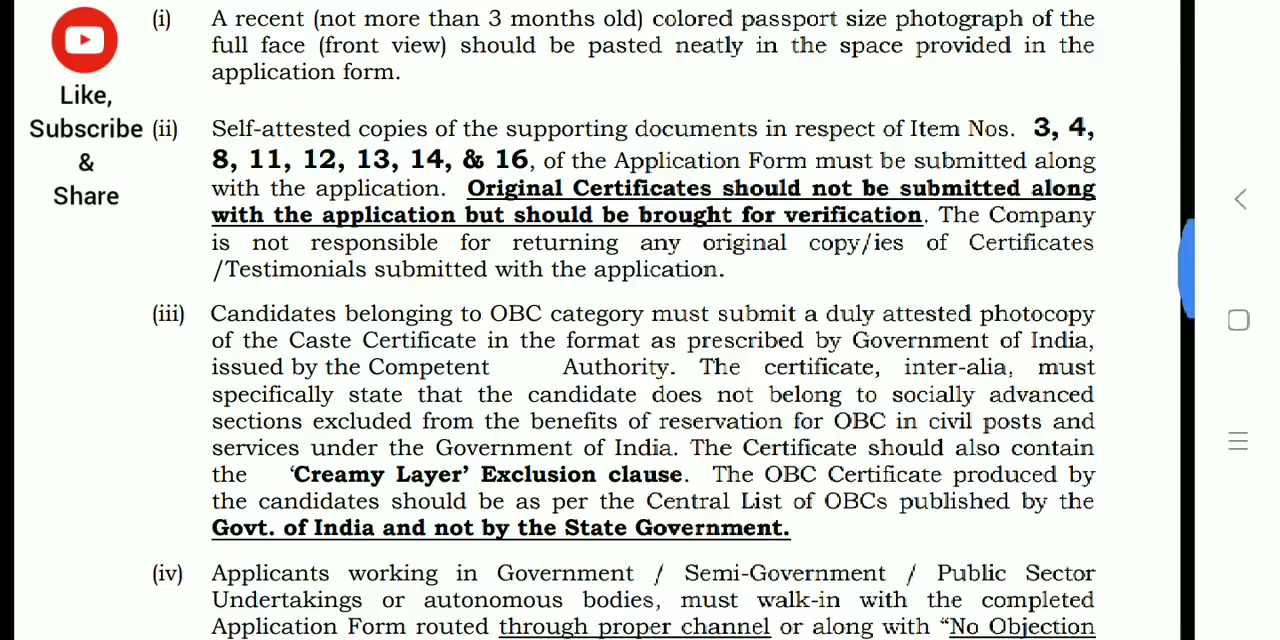 (i) A recent (not more than 3 months old) colored passport size photograph of the
full face (front view) should be pasted neatly in the space provided in the
application form.
Like,
Subscribe
&
Share
(ii) Self-attested copies of the supporting documents in respect of Item Nos. 3, 4,
8, 11, 12, 13, 14, & 16, of the Application Form must be submitted along
with the application. Original Certificates should not be submitted along
with the application but should be brought for verification. The Company
is not responsible for returning any original copy/ies of Certificates
/Testimonials submitted with the application.
(iii) Candidates belonging to OBC category must submit a duly attested photocopy
of the Caste Certificate in the format as prescribed by Government of India,
issued by the Competent Authority. The certificate, inter-alia, must
specifically state that the candidate does not belong to socially advanced
sections excluded from the benefits of reservation for OBC in civil posts and
services under the Government of India. The Certificate should also contain
the ‘Creamy Layer’ Exclusion clause. The OBC Certificate produced by
the candidates should be as per the Central List of OBCs published by the
Govt. of India and not by the State Government.
(iv) Applicants working in Government / Semi-Government / Public Sector
Undertakings or autonomous bodies, must walk-in with the completed
Application Form routed through proper channel or along with “No Objection